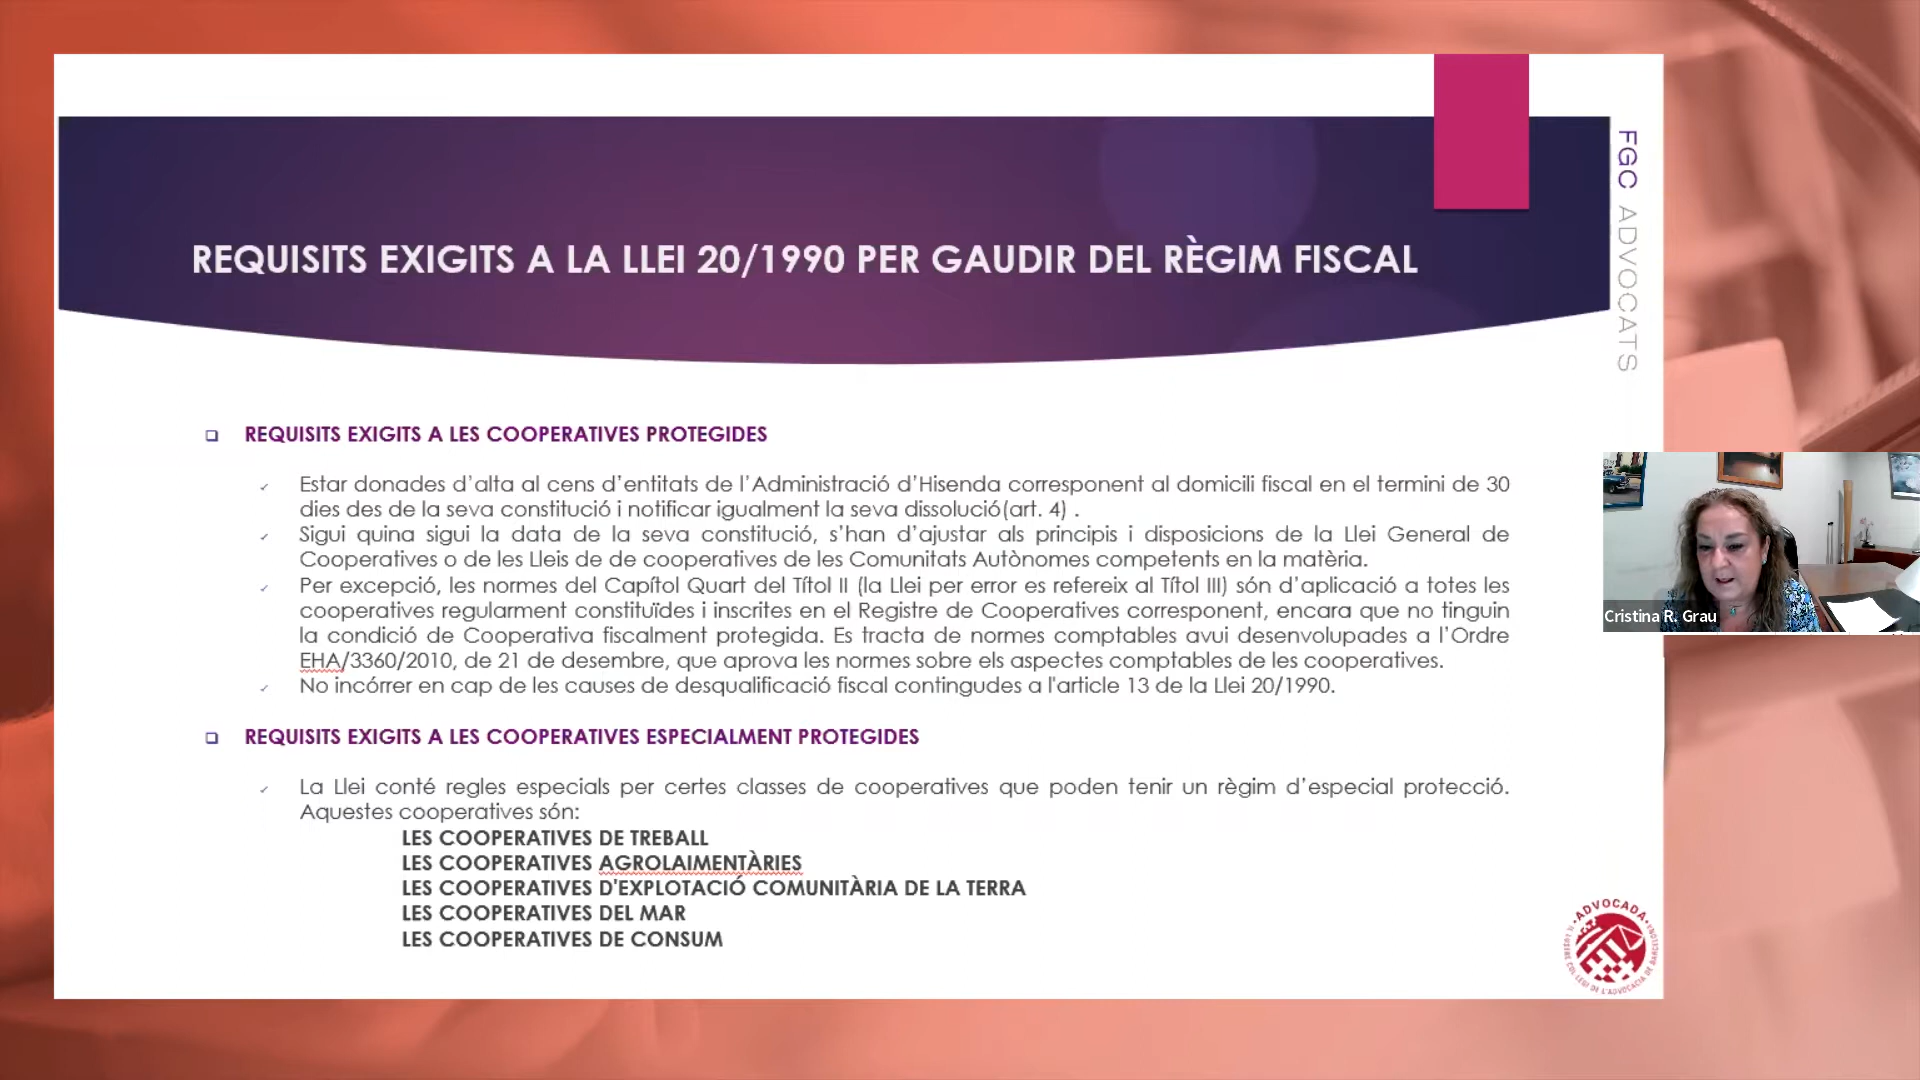 REQUISITS EXIGITS A LA LLEI 20/1990 PER GAUDIR DEL RÈGIM FISCAL
FGC ADVOCATS
REQUISITS EXIGITS A LES COOPERATIVES PROTEGIDES
Estar donades d'alta al cens d'entitats de l'Administració d'Hisenda corresponent al domicili fiscal en el termini de 30
dies des de la seva constitució i notificar igualment la seva dissolució(art. 4) .
Sigui quina sigui la data de la seva constitució, s'han d'ajustar als principis i disposicions de la Llei General de
Cooperatives o de les Lleis de de cooperatives de les Comunitats Autònomes competents en la matèria.
Per excepció, les normes del Capítol Quart del Títol II (la Llei per error es refereix al Títol III) són d'aplicació a totes les
cooperatives regularment constituïdes i inscrites en el Registre de Cooperatives corresponent, encara que no tinguin
la condició de Cooperativa fiscalment protegida. Es tracta de normes comptables avui desenvolupades a l'Ordre
EHA/3360/2010, de 21 de desembre, que aprova les normes sobre els aspectes comptables de les cooperatives.
No incórrer en cap de les causes de desqualificació fiscal contingudes a l'article 13 de la Llei 20/1990.
REQUISITS EXIGITS A LES COOPERATIVES ESPECIALMENT PROTEGIDES
La Llei conté regles especials per certes classes de cooperatives que poden tenir un règim d'especial protecció.
Aquestes cooperatives són:
LES COOPERATIVES DE TREBALL
LES COOPERATIVES AGROLAIMENTÀRIES
LES COOPERATIVES D'EXPLOTACIÓ COMUNITÀRIA DE LA TERRA
LES COOPERATIVES DEL MAR
LES COOPERATIVES DE CONSUM
Cristina R. Grau
ADVOCADA